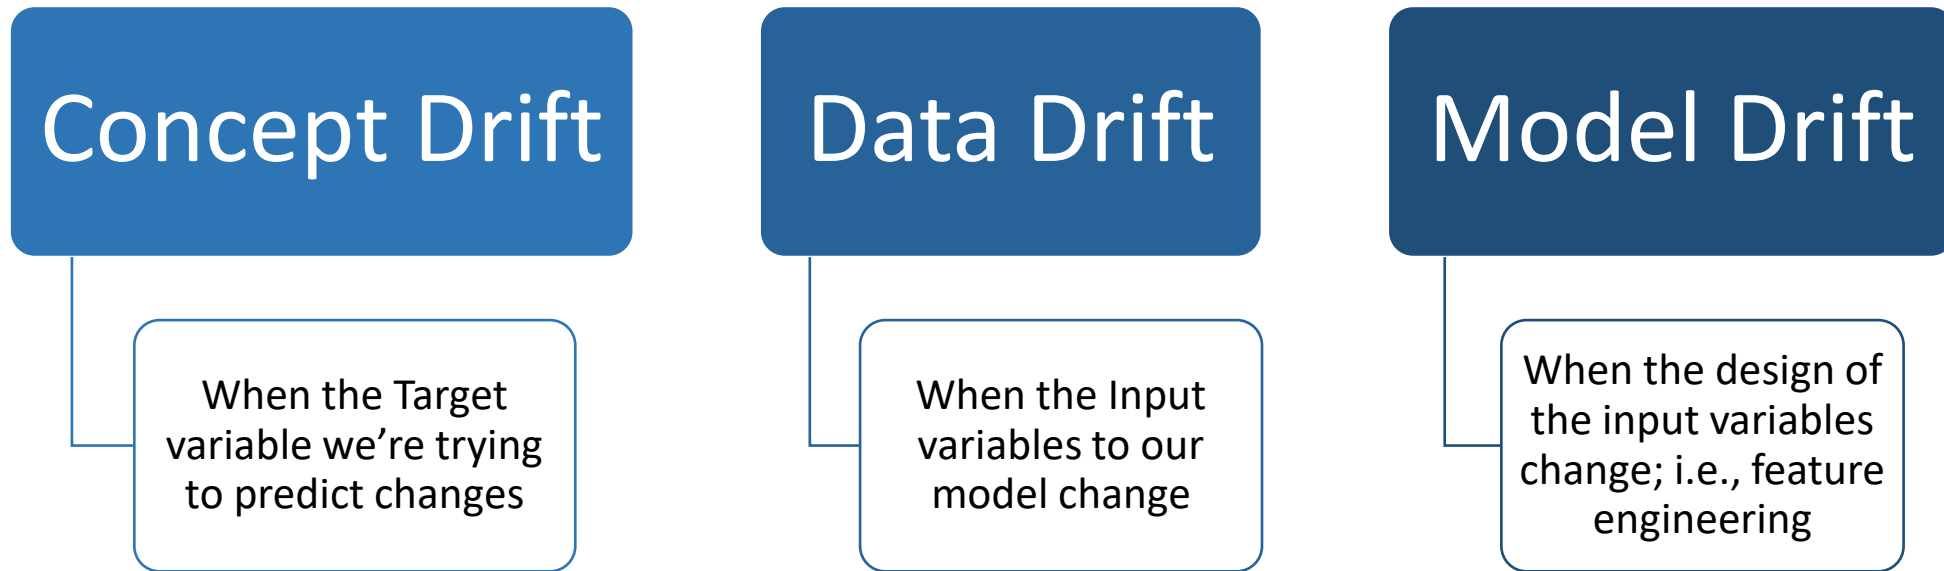 Concept Drift
When the Target
variable we’re trying
to predict changes
Data Drift
When the Input
variables to our
model change
Model Drift
When the design of
the input variables
change; i.e., feature
engineering